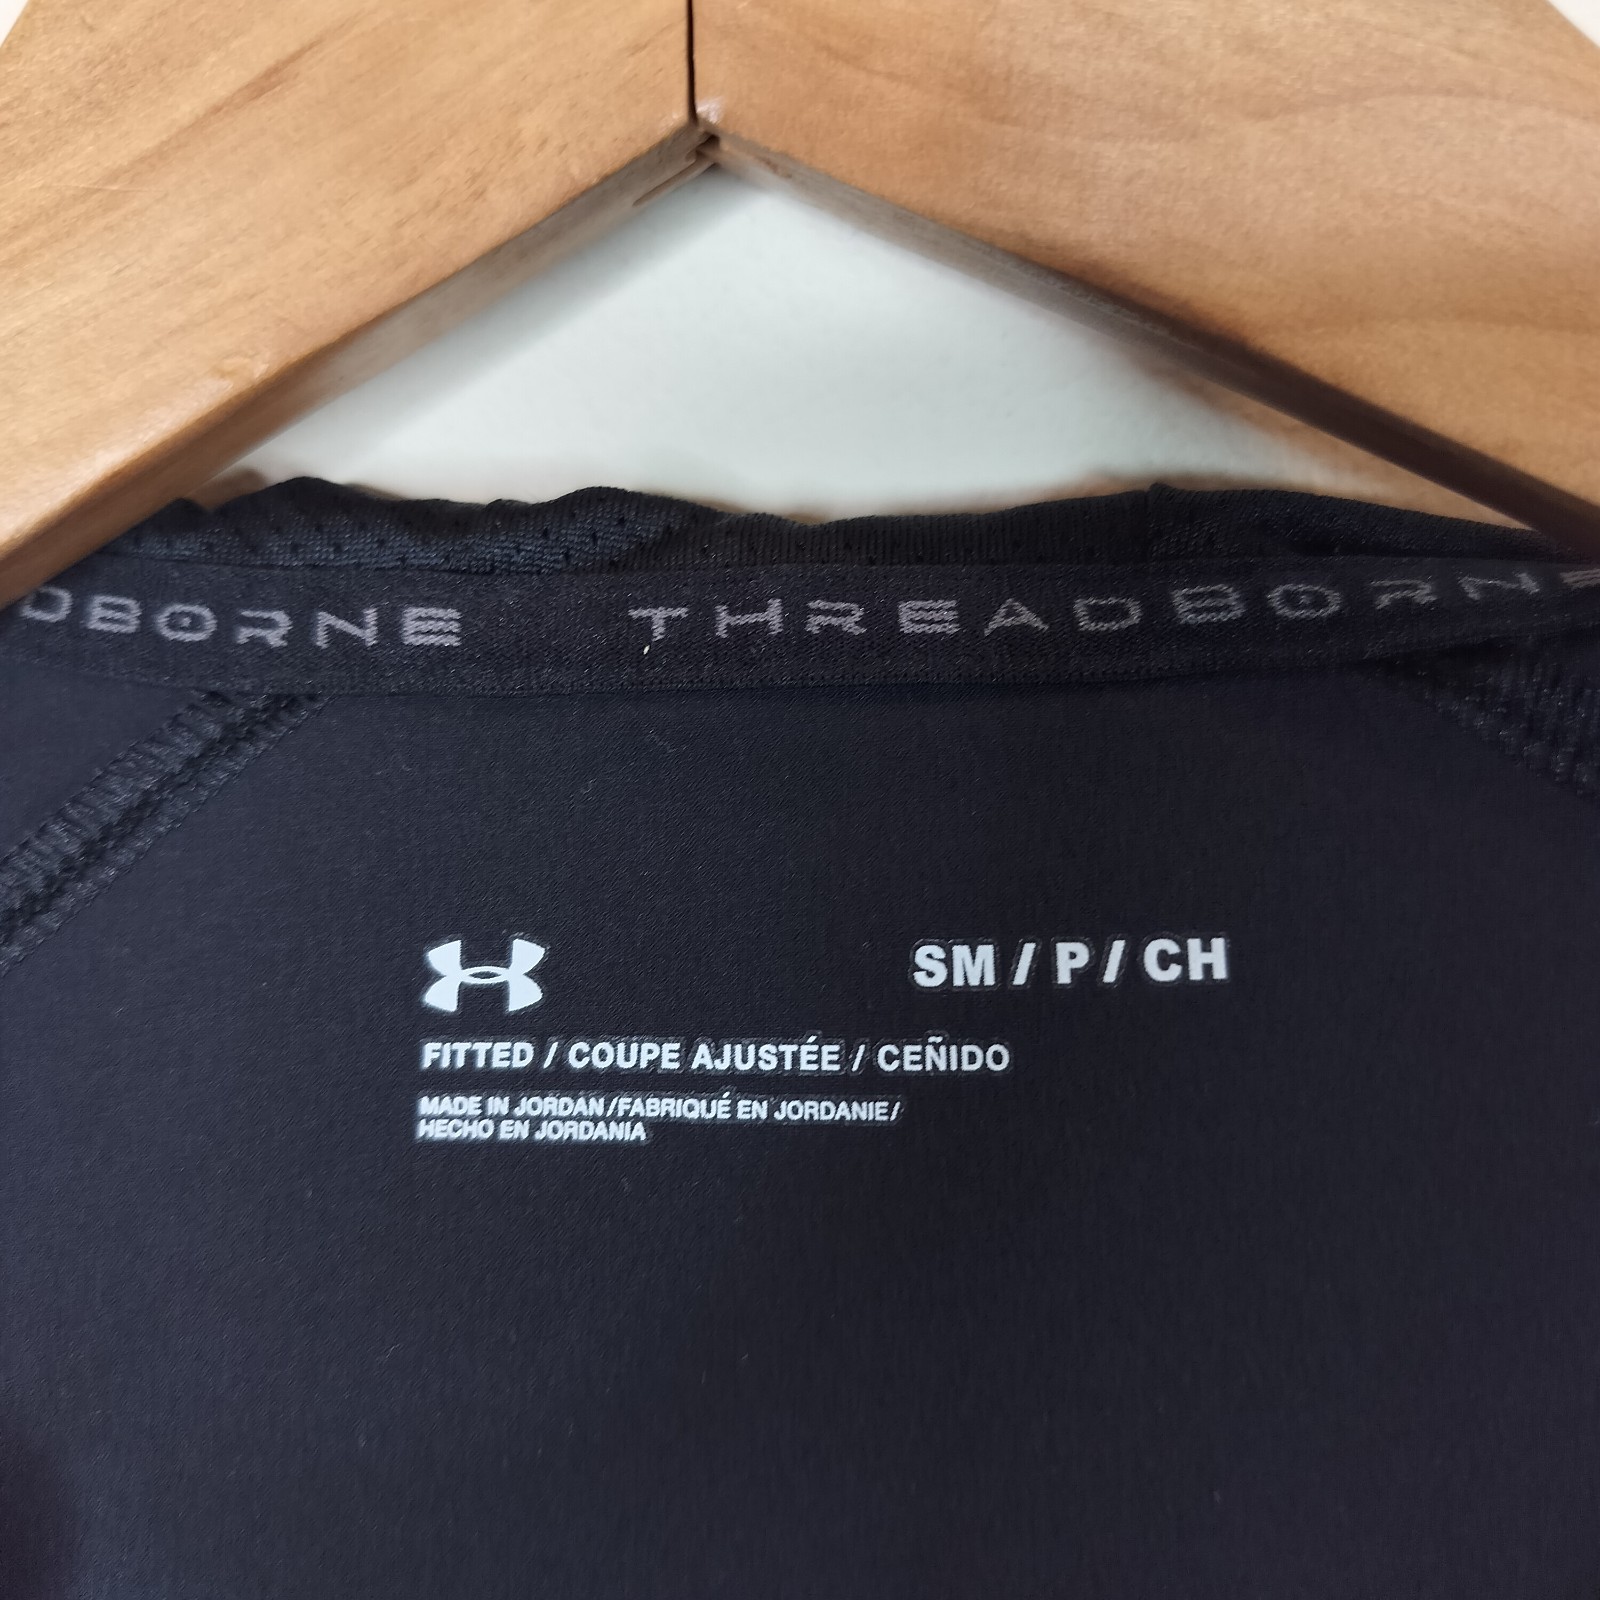 DBORNE THREADBORNE
SM / P / CH
FITTED / COUPE AJUSTÉE / CEÑIDO
MADE IN JORDAN / FABRIQUÉ EN JORDANIE /
HECHO EN JORDANIA